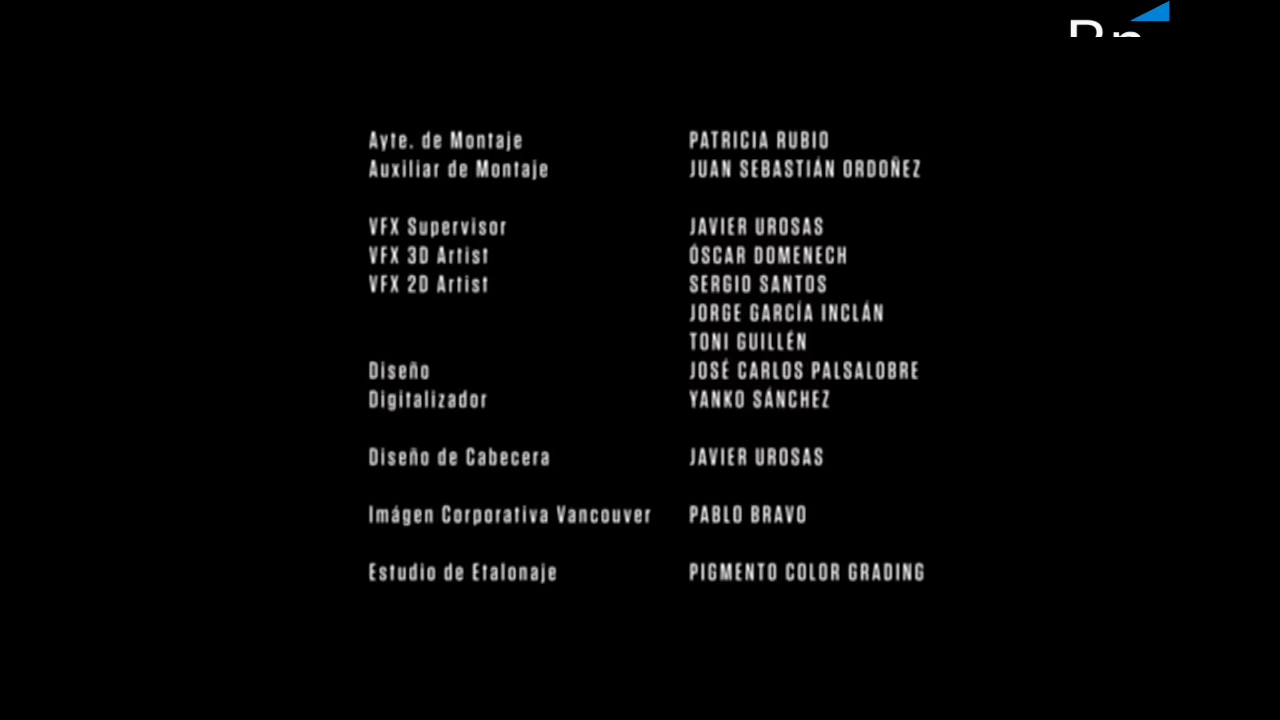 Ayte. de Montaje PATRICIA RUBIO
Auxiliar de Montaje JUAN SEBASTIÁN ORDOÑEZ
VFX Supervisor JAVIER UROSAS
VFX 3D Artist ÓSCAR DOMENECH
VFX 2D Artist SERGIO SANTOS
JORGE GARCÍA INCLÁN
TONI GUILLÉN
Diseño JOSÉ CARLOS PALSALOBRE
Digitalizador YANKO SÁNCHEZ
Diseño de Cabecera JAVIER UROSAS
Imágen Corporativa Vancouver PABLO BRAVO
Estudio de Etalonaje PIGMENTO COLOR GRADING